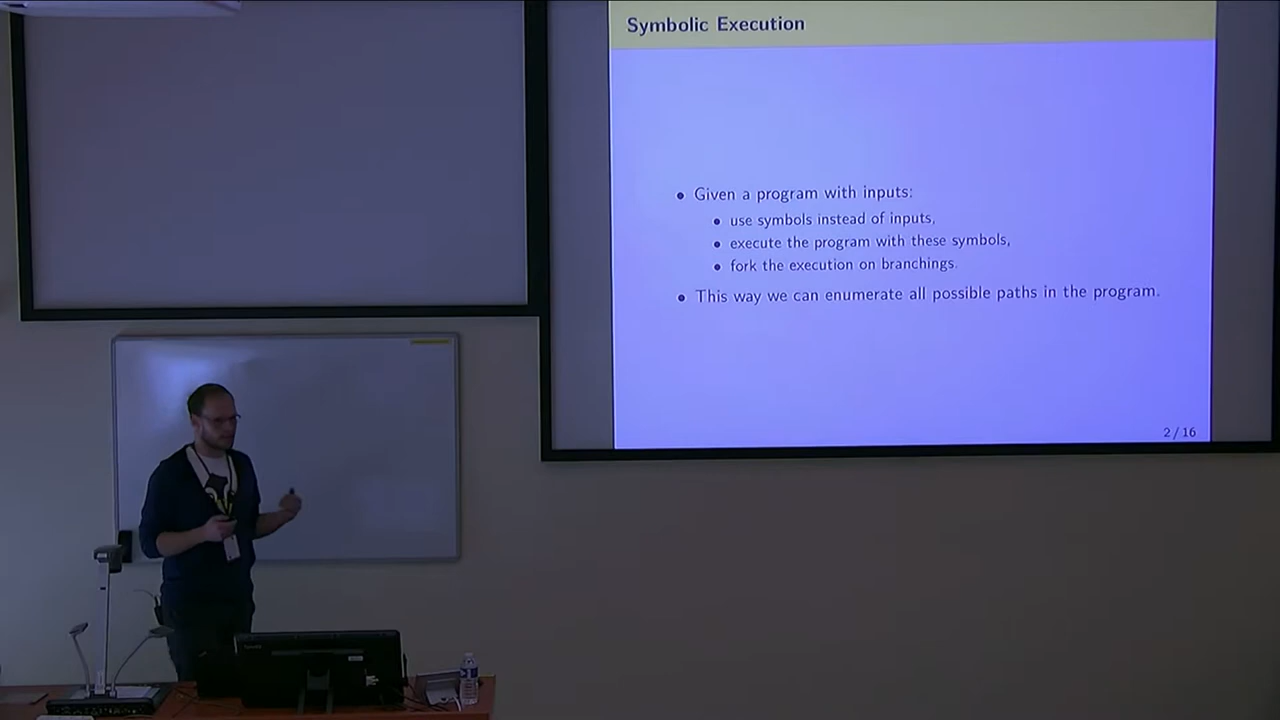 Symbolic Execution
Given a program with inputs:
use symbols instead of inputs,
execute the program with these symbols,
fork the execution on branchings.
This way we can enumerate all possible paths in the program.
2 / 16